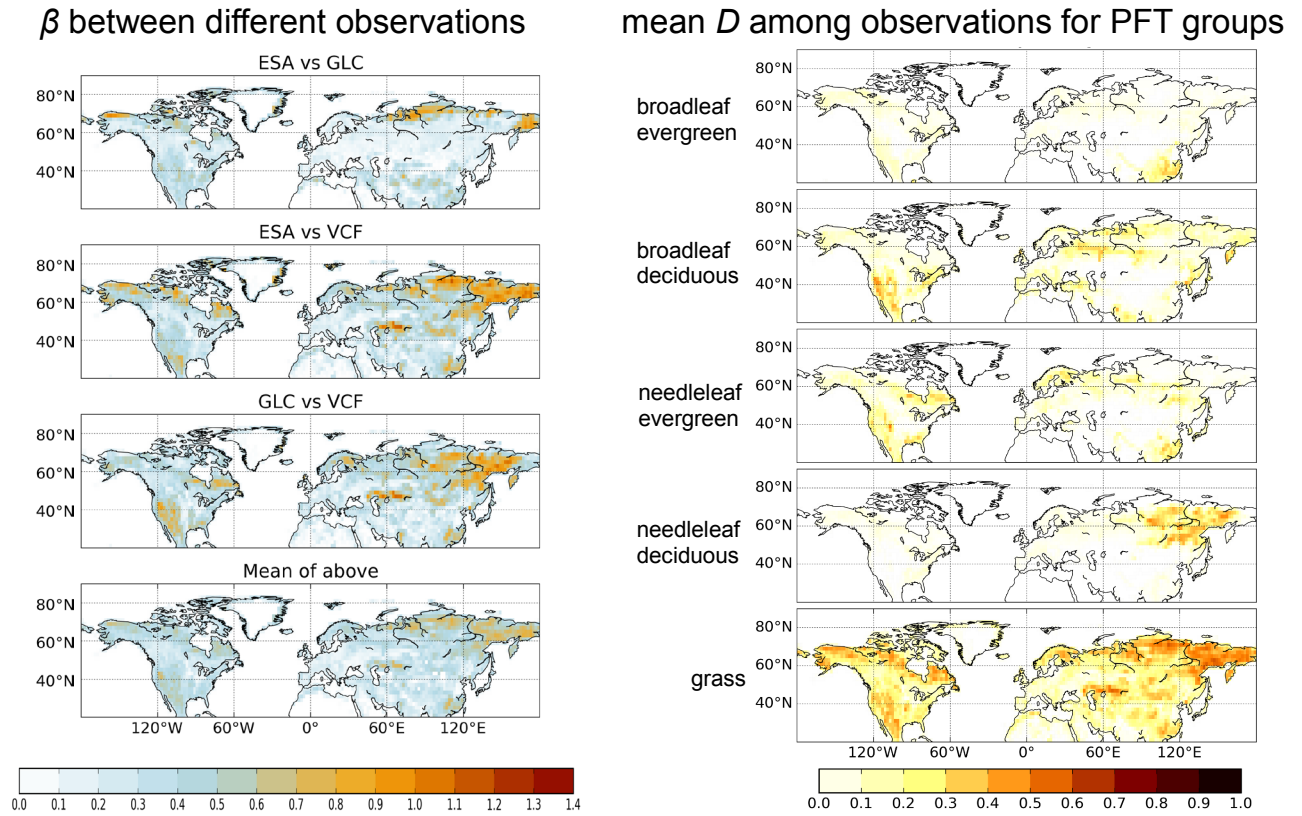 β between different observations
ESA vs GLC
80°N
60°N
40°N
ESA vs VCF
80°N
60°N
40°N
GLC vs VCF
80°N
60°N
40°N
Mean of above
80°N
60°N
40°N
120°W 60°W 0° 60°E 120°E
0.0 0.1 0.2 0.3 0.4 0.5 0.6 0.7 0.8 0.9 1.0 1.1 1.2 1.3 1.4
mean D among observations for PFT groups
broadleaf
evergreen
80°N
60°N
40°N
broadleaf
deciduous
80°N
60°N
40°N
needleleaf
evergreen
80°N
60°N
40°N
needleleaf
deciduous
80°N
60°N
40°N
grass
80°N
60°N
40°N
120°W 60°W 0° 60°E 120°E
0.0 0.1 0.2 0.3 0.4 0.5 0.6 0.7 0.8 0.9 1.0